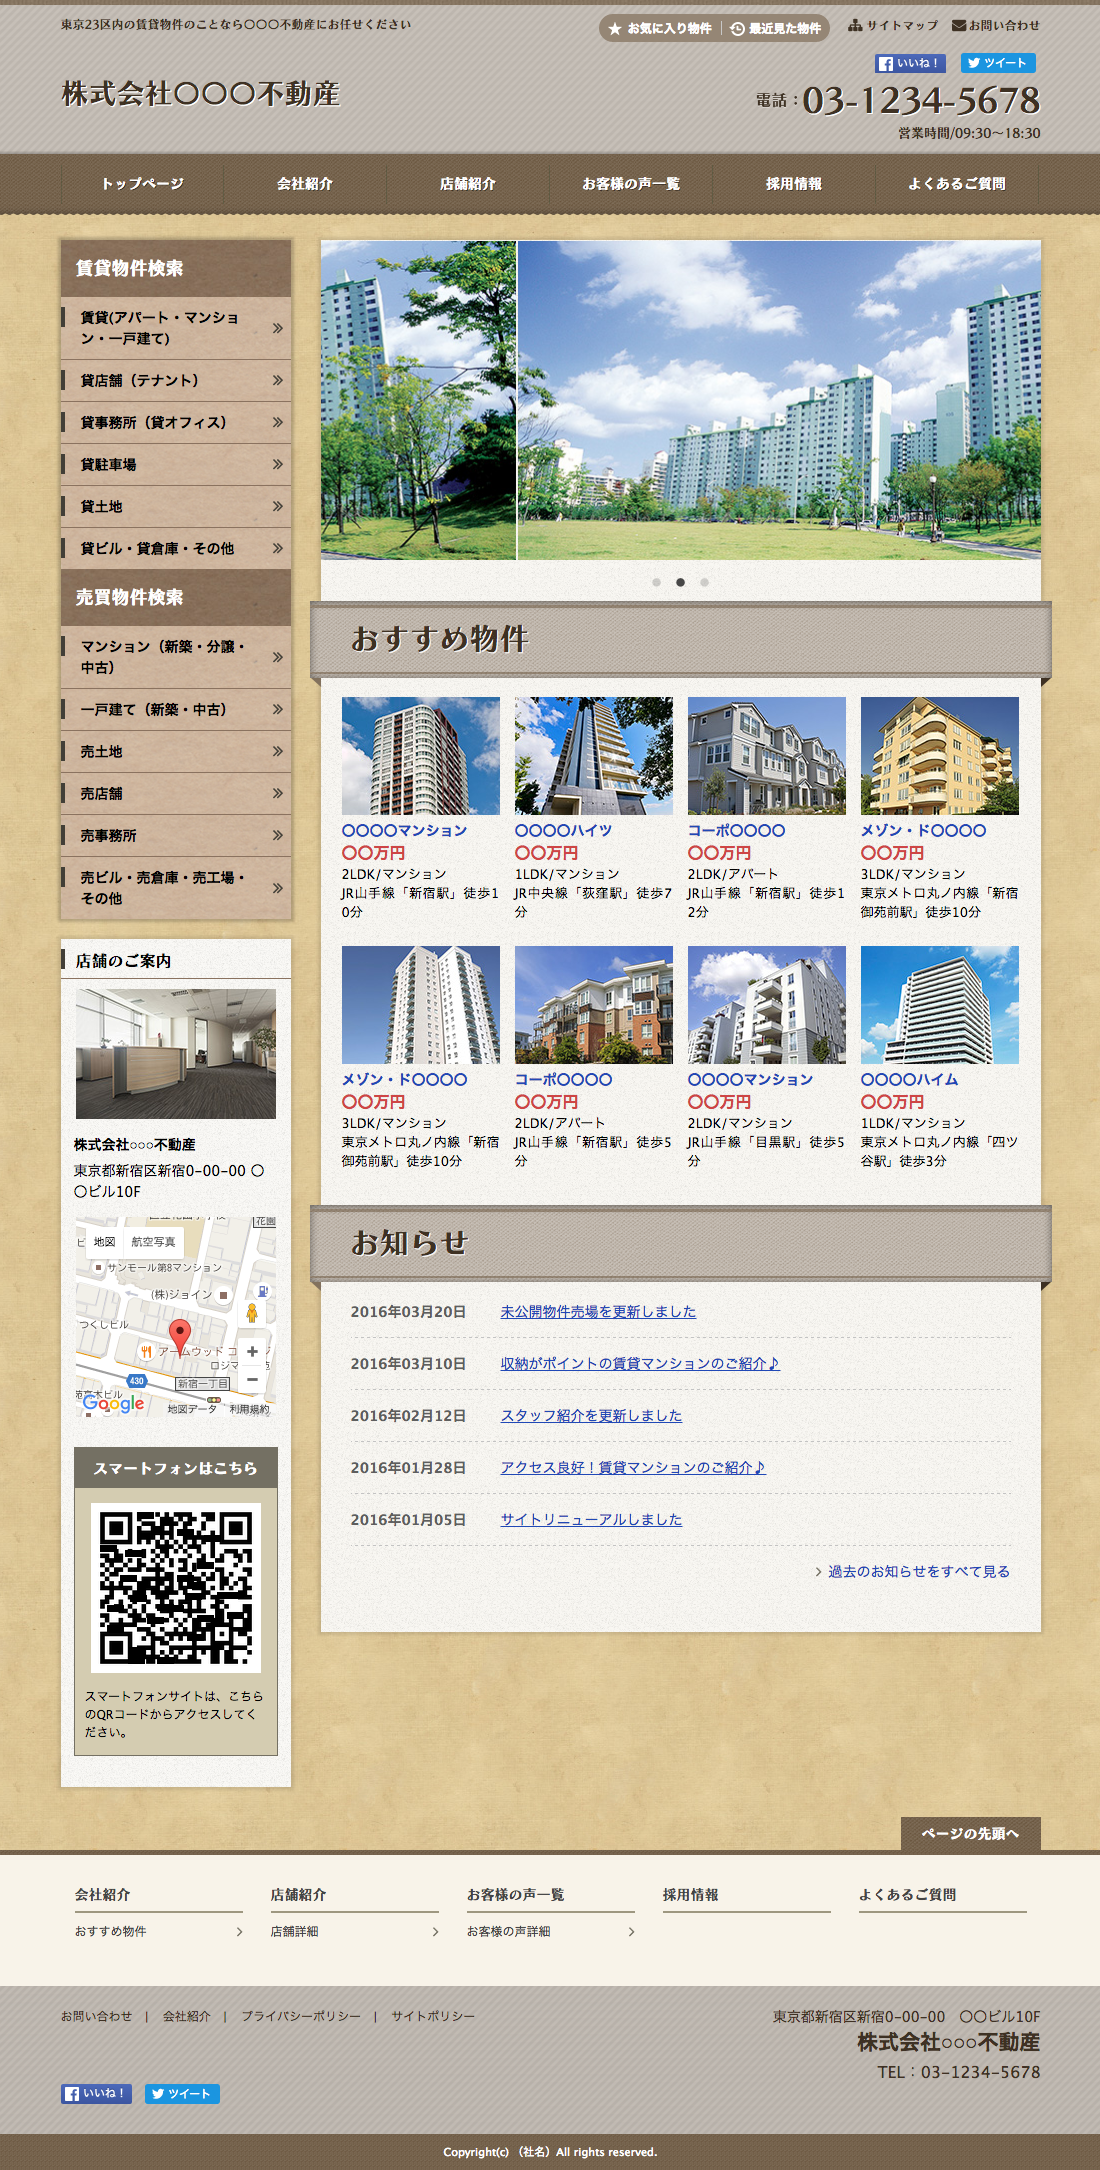 東京23区内の賃貸物件のことなら〇〇〇不動産にお任せください
お気に入り物件
最近見た物件
サイトマップ
お問い合わせ
いいね！
ツイート
株式会社〇〇〇不動産
電話：03-1234-5678
営業時間/09:30～18:30
トップページ
会社紹介
店舗紹介
お客様の声一覧
採用情報
よくあるご質問
賃貸物件検索
賃貸(アパート・マンショ
ン・一戸建て)
貸店舗（テナント）
貸事務所（貸オフィス）
貸駐車場
貸土地
貸ビル・貸倉庫・その他
売買物件検索
マンション（新築・分譲・
中古）
一戸建て（新築・中古）
売土地
売店舗
売事務所
売ビル・売倉庫・売工場・
その他
店舗のご案内
株式会社○○○不動産
東京都新宿区新宿0-00-00 〇
〇ビル10F
花園
地図
航空写真
サンモール第8マンション
(株)ジョイン
つくしビル
アームウッド コ
ロジマ
430
新宿一丁目
Google
地図データ
利用規約
スマートフォンはこちら
スマートフォンサイトは、こちら
のQRコードからアクセスしてく
ださい。
おすすめ物件
〇〇〇〇マンション
〇〇万円
2LDK/マンション
JR山手線「新宿駅」徒歩1
0分
〇〇〇〇ハイツ
〇〇万円
1LDK/マンション
JR中央線「荻窪駅」徒歩7
分
コーポ〇〇〇〇
〇〇万円
2LDK/アパート
JR山手線「新宿駅」徒歩1
2分
メゾン・ド〇〇〇〇
〇〇万円
3LDK/マンション
東京メトロ丸ノ内線「新宿
御苑前駅」徒歩10分
メゾン・ド〇〇〇〇
〇〇万円
3LDK/マンション
東京メトロ丸ノ内線「新宿
御苑前駅」徒歩10分
コーポ〇〇〇〇
〇〇万円
2LDK/アパート
JR山手線「新宿駅」徒歩5
分
〇〇〇〇マンション
〇〇万円
2LDK/マンション
JR山手線「目黒駅」徒歩5
分
〇〇〇〇ハイム
〇〇万円
1LDK/マンション
東京メトロ丸ノ内線「四ツ
谷駅」徒歩3分
お知らせ
2016年03月20日 未公開物件売場を更新しました
2016年03月10日 収納がポイントの賃貸マンションのご紹介♪
2016年02月12日 スタッフ紹介を更新しました
2016年01月28日 アクセス良好！賃貸マンションのご紹介♪
2016年01月05日 サイトリニューアルしました
過去のお知らせをすべて見る
ページの先頭へ
会社紹介
おすすめ物件
店舗紹介
店舗詳細
お客様の声一覧
お客様の声詳細
採用情報
よくあるご質問
お問い合わせ | 会社紹介 | プライバシーポリシー | サイトポリシー
東京都新宿区新宿0-00-00 〇〇ビル10F
株式会社○○○不動産
TEL：03-1234-5678
いいね！
ツイート
Copyright(c) （社名）All rights reserved.